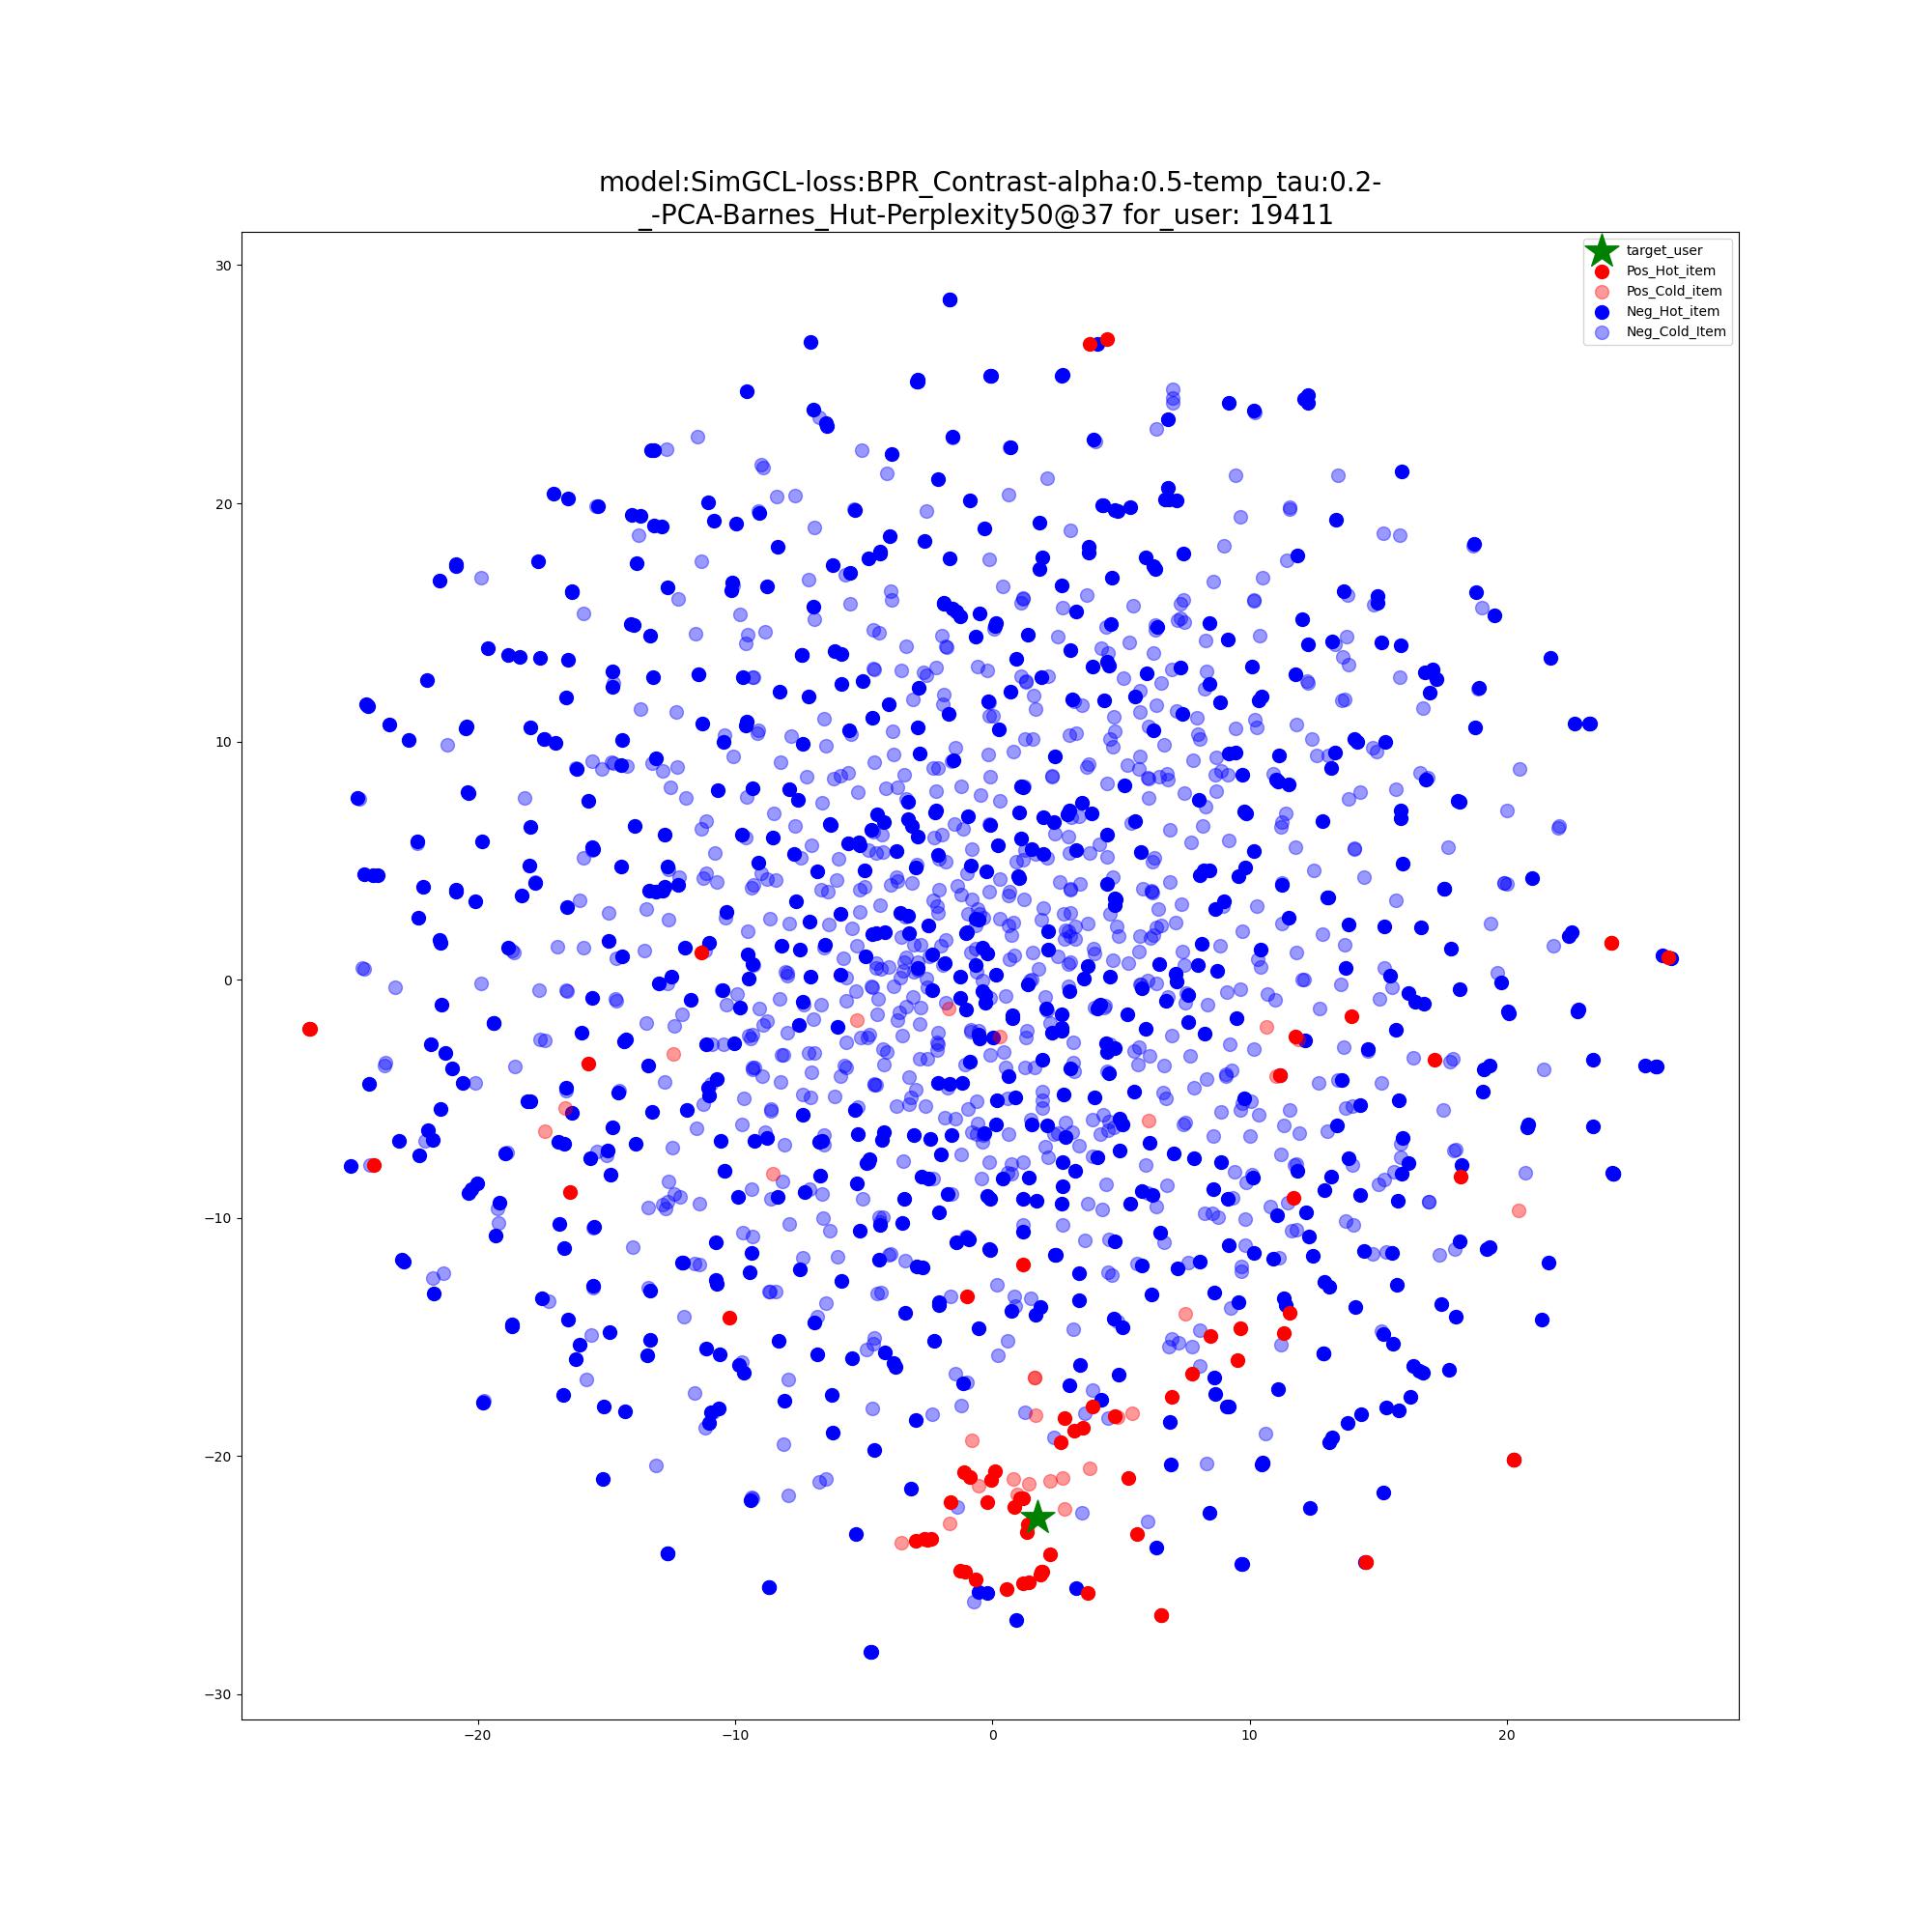 model:SimGCL-loss:BPR_Contrast-alpha:0.5-temp_tau:0.2-
_-PCA-Barnes_Hut-Perplexity50@37 for_user: 19411
target_user
Pos_Hot_item
Pos_Cold_item
Neg_Hot_item
Neg_Cold_Item
30
20
10
0
−10
−20
−30
−20
−10
0
10
20